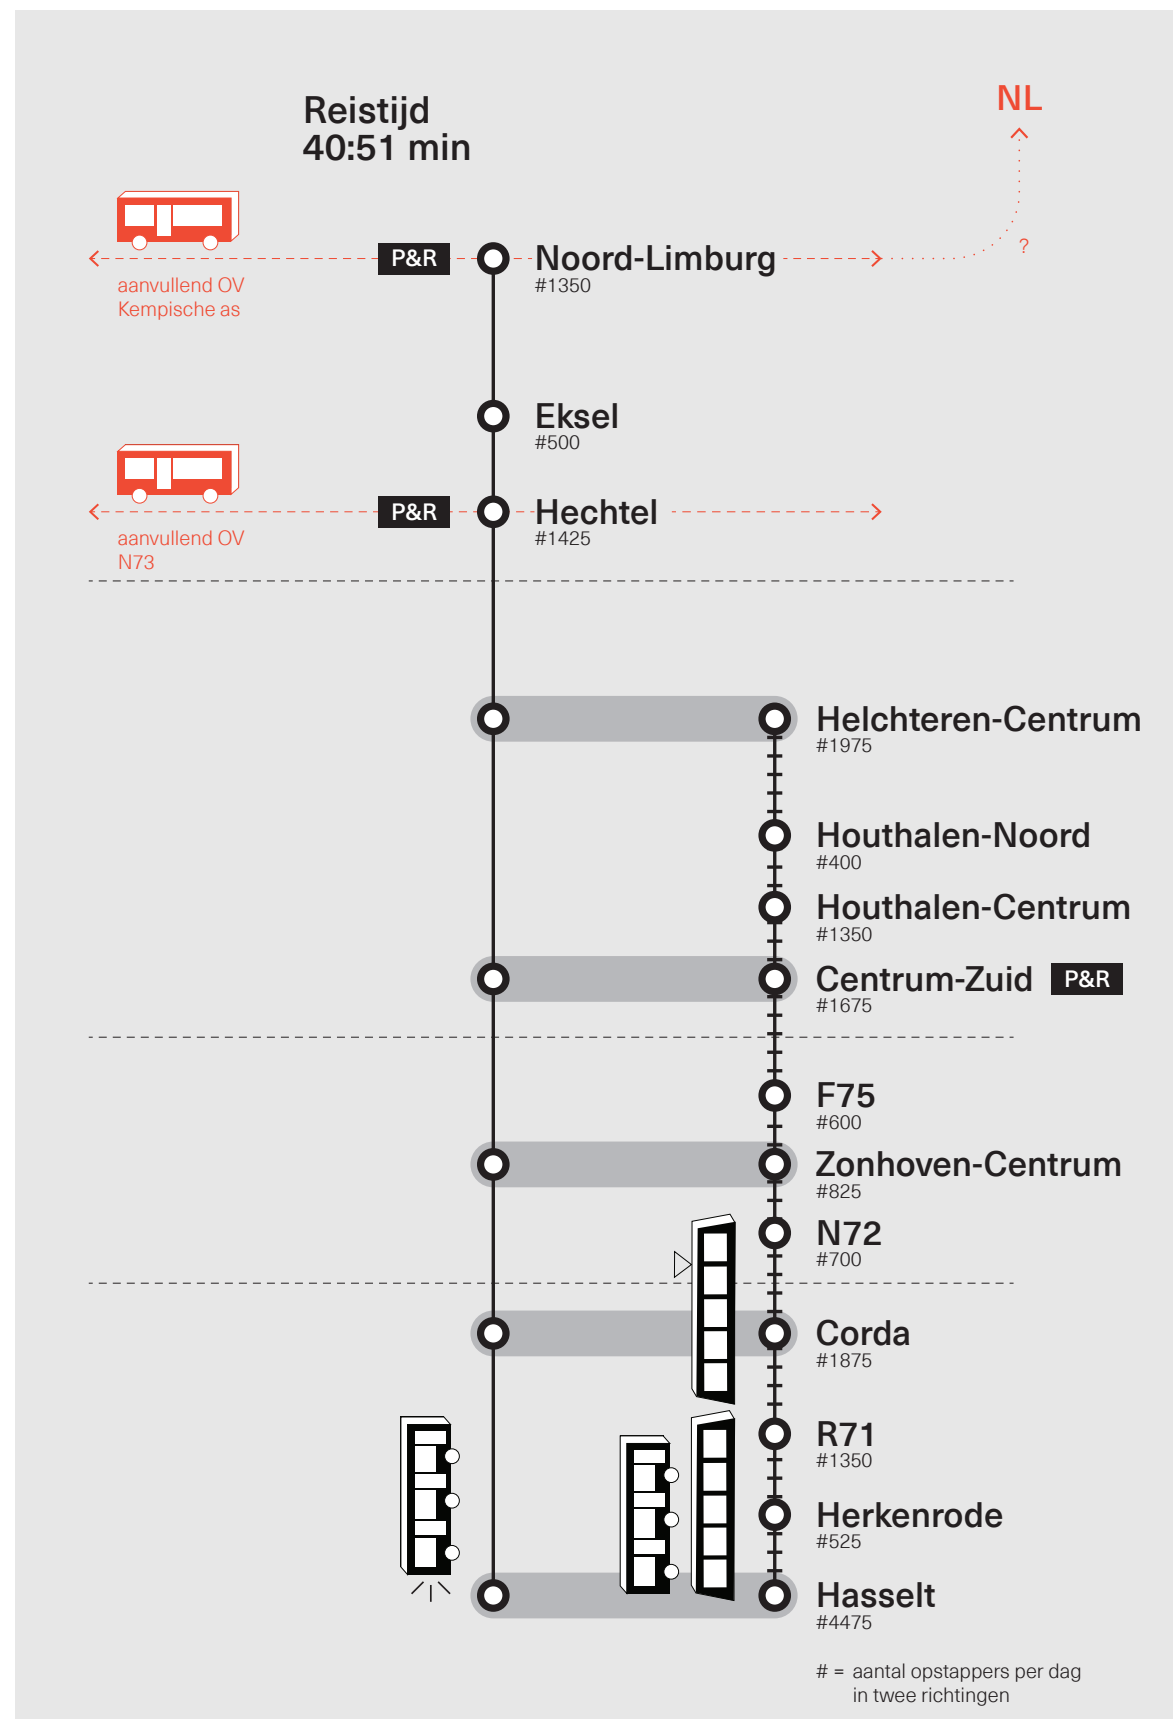 NL
Reistijd
40:51 min
P&R
Noord-Limburg
#1350
?
aanvullend OV
Kempische as
Eksel
#500
P&R
Hechtel
#1425
aanvullend OV
N73
Helchteren-Centrum
#1975
Houthalen-Noord
#400
Houthalen-Centrum
#1350
Centrum-Zuid P&R
#1675
F75
#600
Zonhoven-Centrum
#825
N72
#700
Corda
#1875
R71
#1350
Herkenrode
#525
Hasselt
#4475
# = aantal opstappers per dag
in twee richtingen